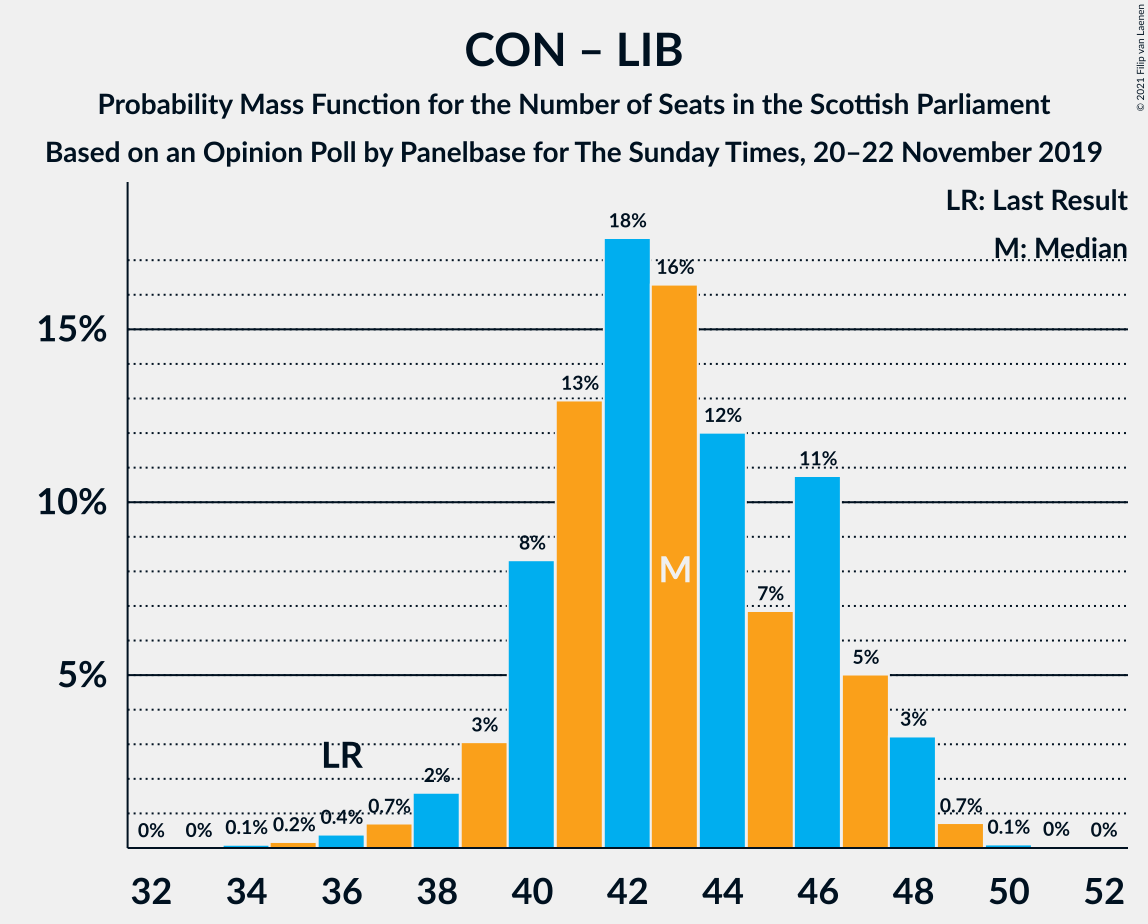 CON – LIB
Probability Mass Function for the Number of Seats in the Scottish Parliament
Based on an Opinion Poll by Panelbase for The Sunday Times, 20–22 November 2019
© 2021 Filip van Laenen
LR: Last Result
M: Median
15%
10%
5%
0%
0%
0.1%
0.2%
0.4%
0.7%
2%
3%
8%
13%
18%
16%
12%
7%
11%
5%
3%
0.7%
0.1%
0%
0%
LR
M
32 34 36 38 40 42 44 46 48 50 52